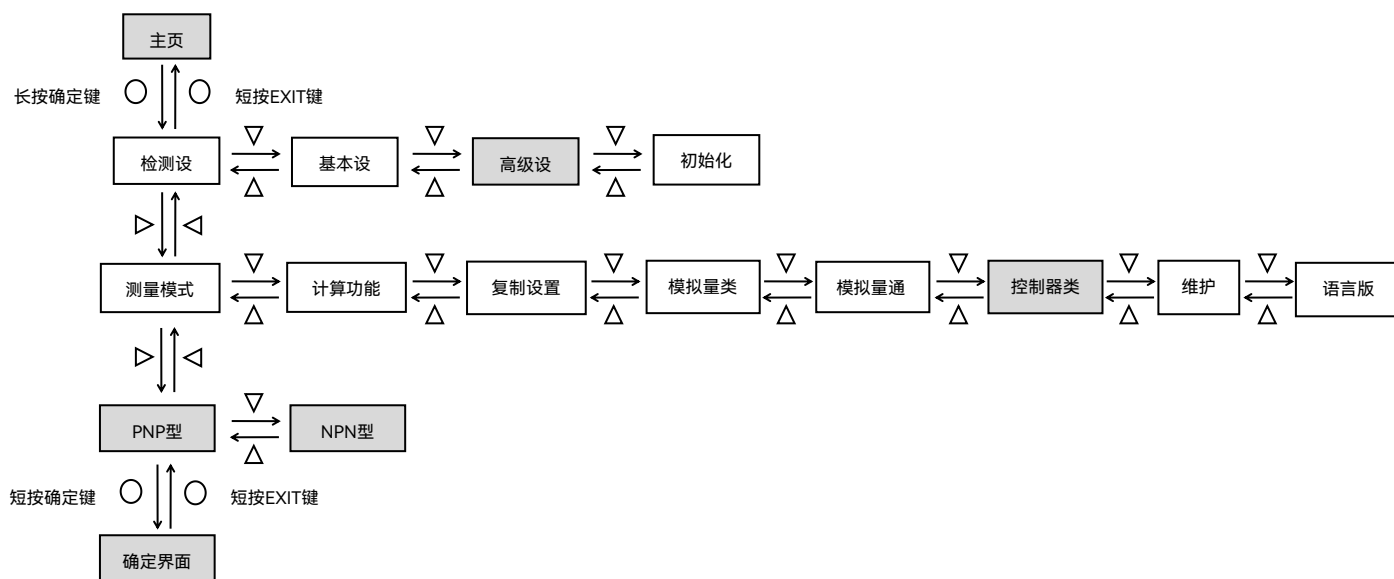 主页
长按确定键
短按EXIT键
检测设
基本设
高级设
初始化
测量模式
计算功能
复制设置
模拟量类
模拟量通
控制器类
维护
语言版
PNP型
NPN型
短按确定键
短按EXIT键
确定界面